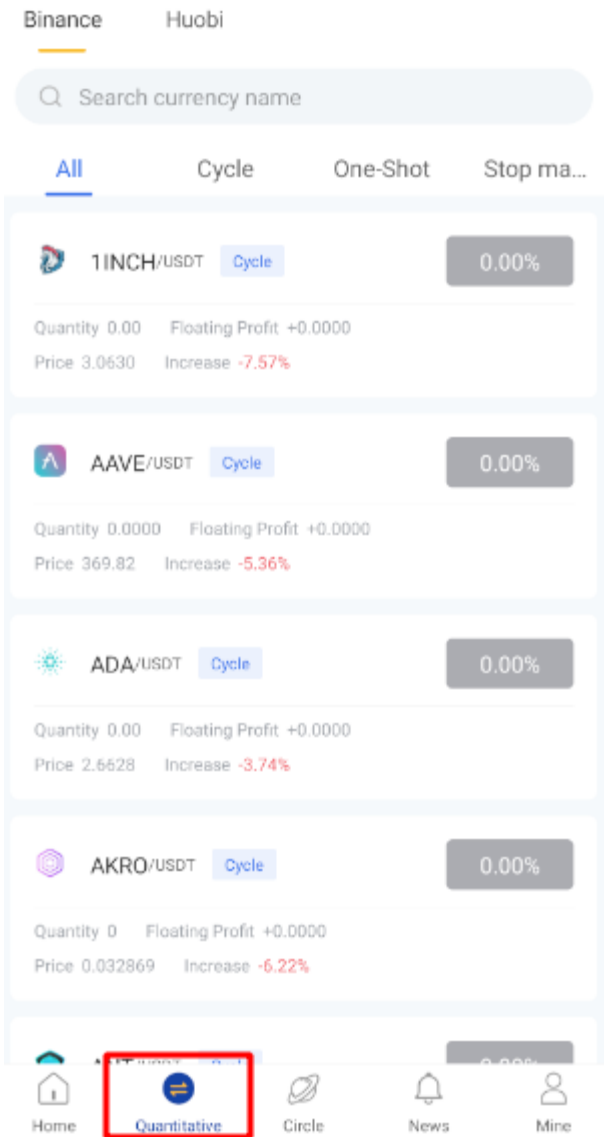 Binance Huobi
Search currency name
All Cycle One-Shot Stop ma...
1INCH/USDT Cycle 0.00%
Quantity 0.00 Floating Profit +0.0000
Price 3.0630 Increase -7.57%
AAVE/USDT Cycle 0.00%
Quantity 0.0000 Floating Profit +0.0000
Price 369.82 Increase -5.36%
ADA/USDT Cycle 0.00%
Quantity 0.00 Floating Profit +0.0000
Price 2.6628 Increase -3.74%
AKRO/USDT Cycle 0.00%
Quantity 0 Floating Profit +0.0000
Price 0.032869 Increase -6.22%
Home Quantitative Circle News Mine